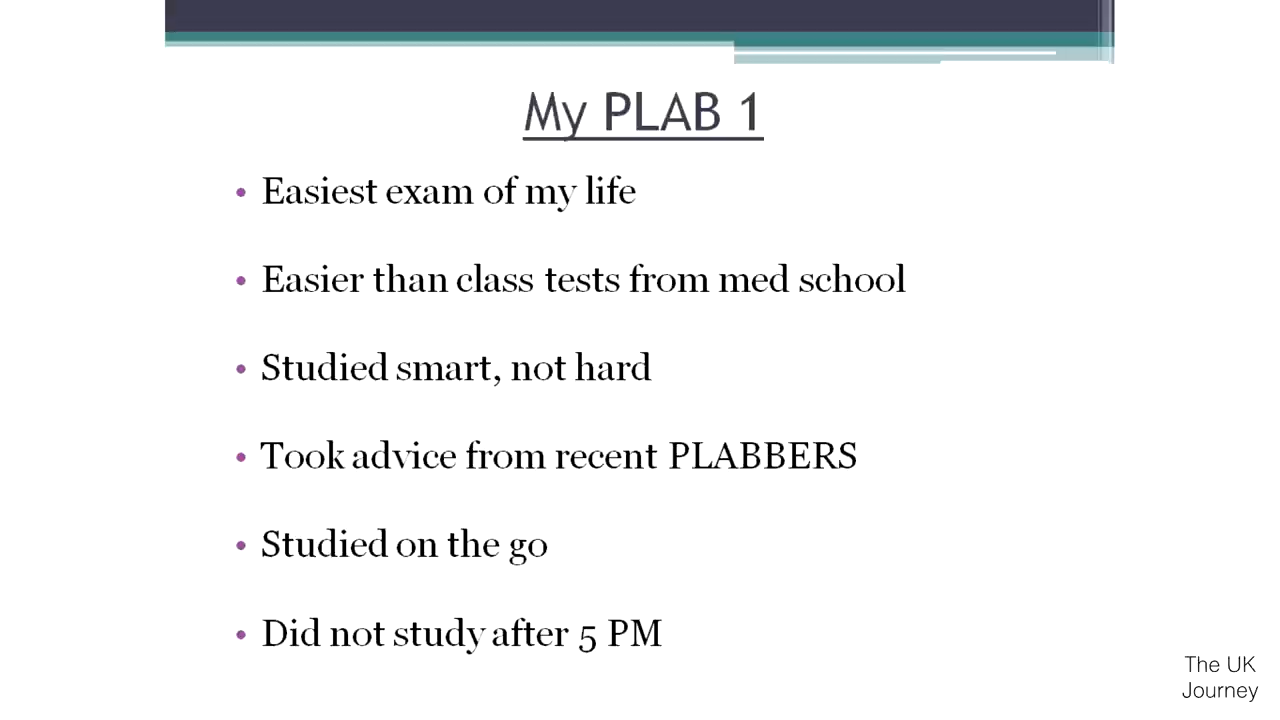 My PLAB 1
• Easiest exam of my life
• Easier than class tests from med school
• Studied smart, not hard
• Took advice from recent PLABBERS
• Studied on the go
• Did not study after 5 PM
The UK
Journey